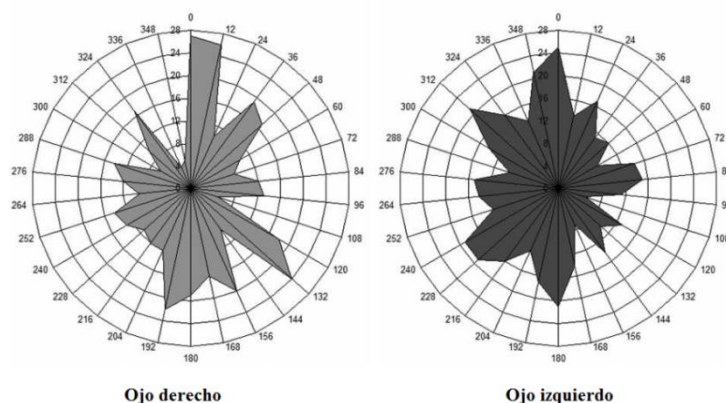 0 0
348 28 12 348 28 12
336 24 24 336 24 24
324 20 36 324 20 36
312 16 48 312 16 48
300 12 60 300 12 60
288 8 72 288 8 72
276 4 84 276 4 8
264 0 96 264 0 9
252 108 252 108
240 120 240 120
228 132 228 132
216 144 216 144
204 156 204 156
192 168 192 168
180 180
Ojo derecho Ojo izquierdo